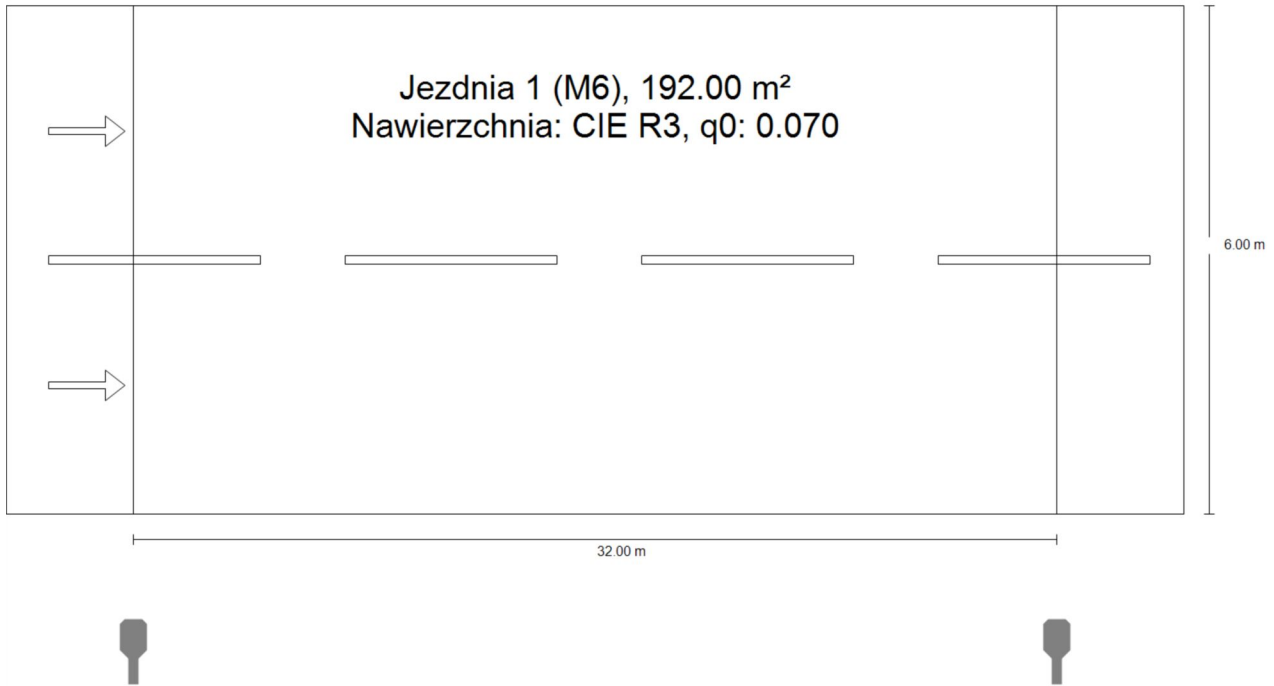 Jezdnia 1 (M6), 192.00 m²
Nawierzchnia: CIE R3, q0: 0.070
6.00 m
32.00 m